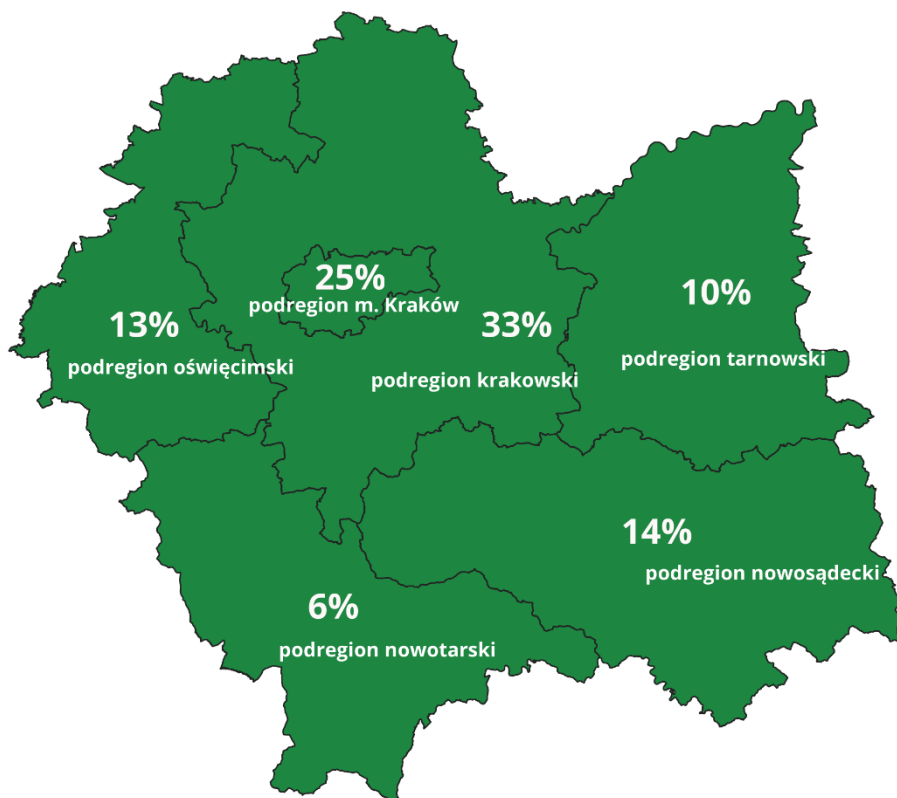 25%
podregion m. Kraków
13%
podregion oświęcimski
33%
podregion krakowski
10%
podregion tarnowski
14%
podregion nowosądecki
6%
podregion nowotarski